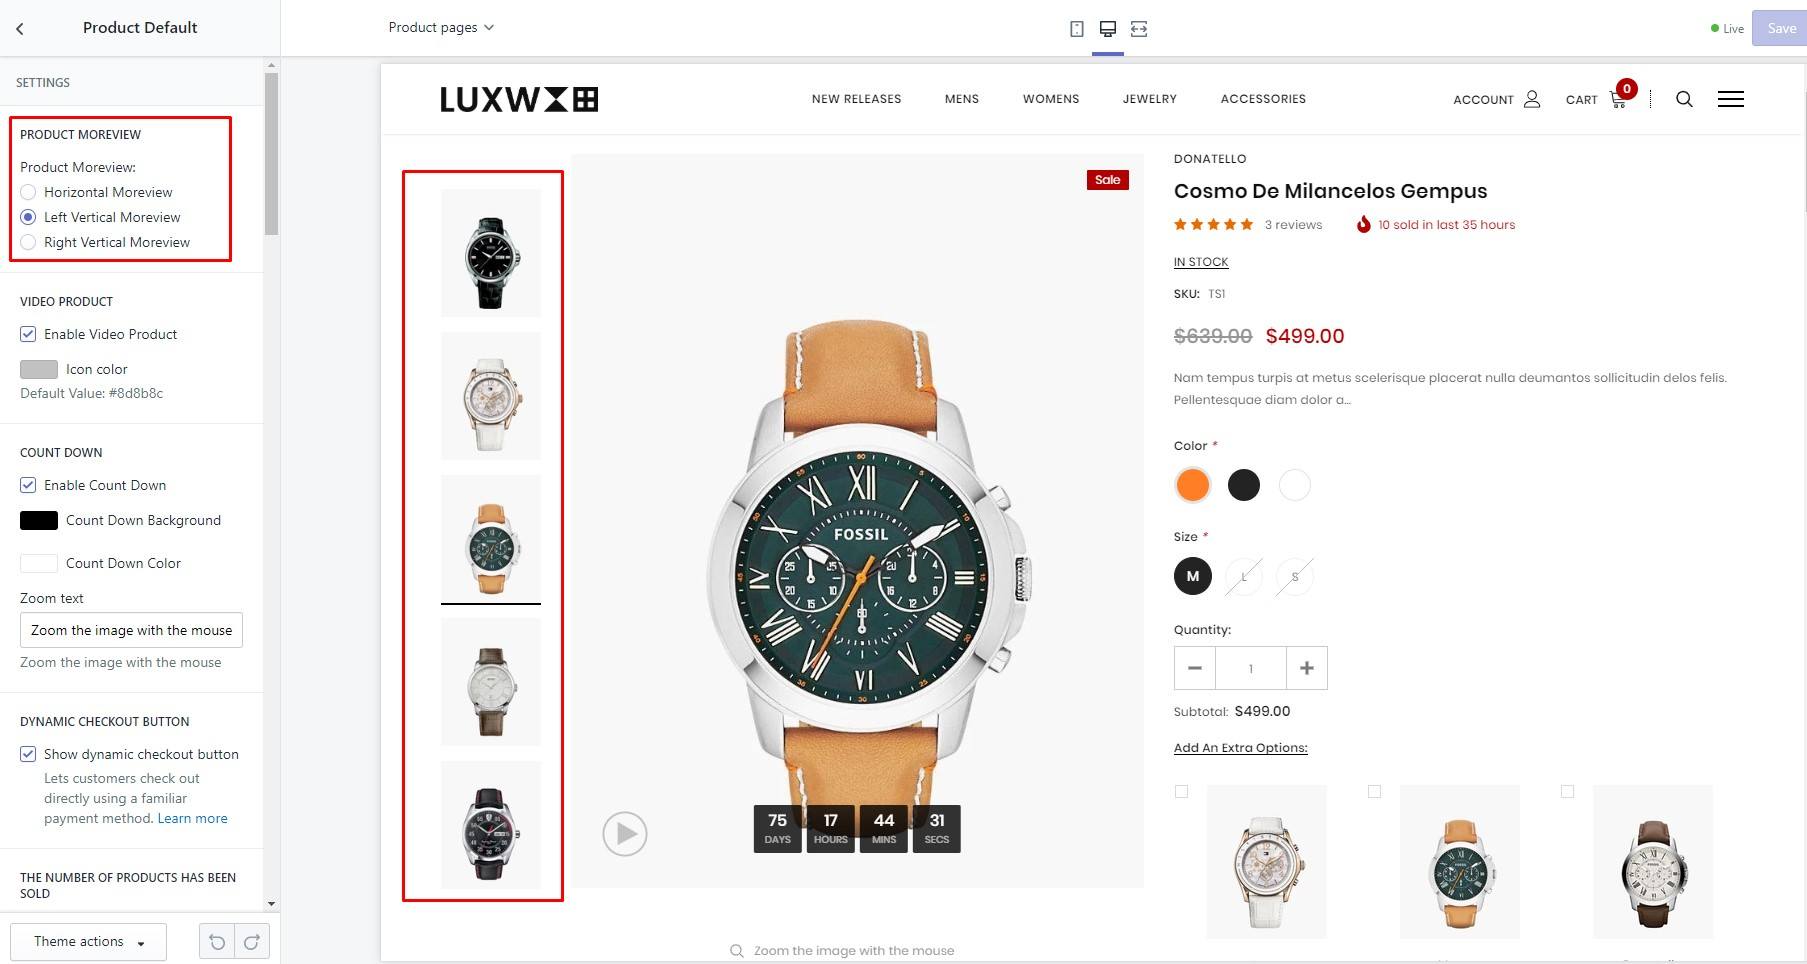 Product Default
Product pages
Live
Save
SETTINGS
PRODUCT MOREVIEW
Product Moreview:
Horizontal Moreview
Left Vertical Moreview
Right Vertical Moreview
VIDEO PRODUCT
Enable Video Product
Icon color
Default Value: #8d8b8c
COUNT DOWN
Enable Count Down
Count Down Background
Count Down Color
Zoom text
Zoom the image with the mouse
Zoom the image with the mouse
DYNAMIC CHECKOUT BUTTON
Show dynamic checkout button
Lets customers check out
directly using a familiar
payment method. Learn more
THE NUMBER OF PRODUCTS HAS BEEN
SOLD
Theme actions
LUXW
NEW RELEASES
MENS
WOMENS
JEWELRY
ACCESSORIES
ACCOUNT
CART
0
Sale
FOSSIL
75 17 44 31
DAYS HOURS MINS SECS
Zoom the image with the mouse
DONATELLO
Cosmo De Milancelos Gempus
3 reviews
10 sold in last 35 hours
IN STOCK
SKU: TS1
$639.00 $499.00
Nam tempus turpis at metus scelerisque placerat nulla deumantos sollicitudin delos felis.
Pellentesque diam dolor a...
Color *
Size *
M L S
Quantity:
1
Subtotal: $499.00
Add An Extra Options: